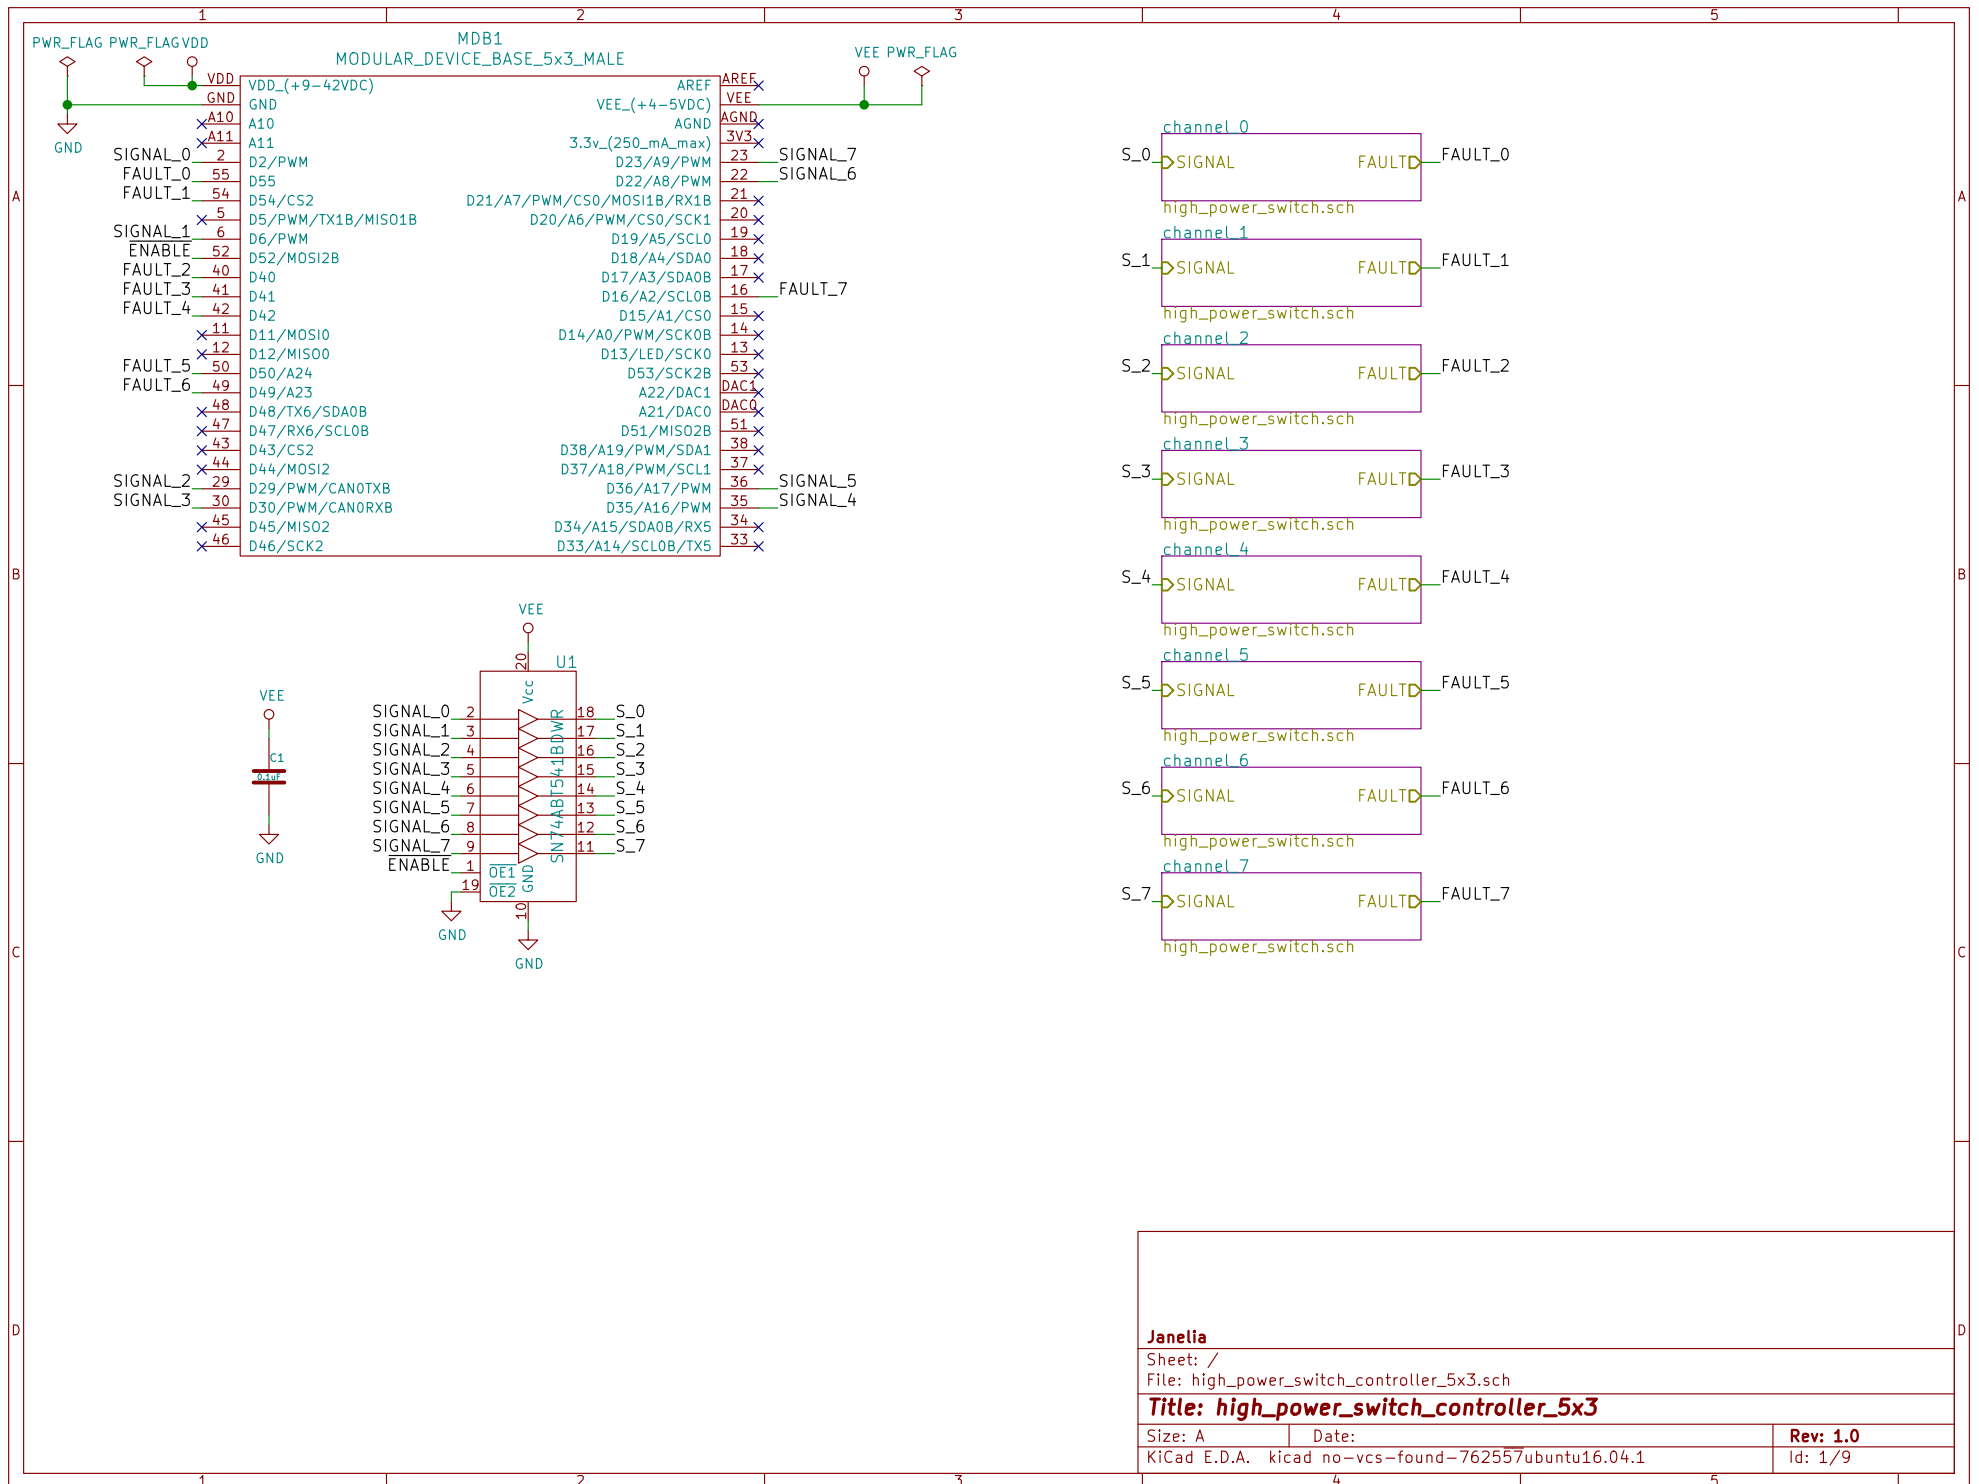 1 2 3 4 5
PWR_FLAG PWR_FLAG VDD
MDB1
MODULAR_DEVICE_BASE_5x3_MALE
VEE PWR_FLAG
VDD VDD_(+9-42VDC) AREF AREF
GND GND VEE_(+4-5VDC) VEE
A10 A10 AGND AGND
GND
A11 A11 3.3v_(250_mA_max) 3V3
SIGNAL_0 2 D2/PWM D23/A9/PWM 23 SIGNAL_7
FAULT_0 55 D55 D22/A8/PWM 22 SIGNAL_6
FAULT_1 54 D54/CS2 D21/A7/PWM/CS0/MOSI1B/RX1B 21
5 D5/PWM/TX1B/MISO1B D20/A6/PWM/CS0/SCK1 20
SIGNAL_1 6 D6/PWM D19/A5/SCL0 19
ENABLE 52 D52/MOSI2B D18/A4/SDA0 18
FAULT_2 40 D40 D17/A3/SDA0B 17
FAULT_3 41 D41 D16/A2/SCL0B 16 FAULT_7
FAULT_4 42 D42 D15/A1/CS0 15
11 D11/MOSI0 D14/A0/PWM/SCK0B 14
12 D12/MISO0 D13/LED/SCK0 13
FAULT_5 50 D50/A24 D53/SCK2B 53
FAULT_6 49 D49/A23 A22/DAC1 DAC1
48 D48/TX6/SDA0B A21/DAC0 DAC0
47 D47/RX6/SCL0B D51/MISO2B 51
43 D43/CS2 D38/A19/PWM/SDA1 38
44 D44/MOSI2 D37/A18/PWM/SCL1 37
SIGNAL_2 29 D29/PWM/CAN0TXB D36/A17/PWM 36 SIGNAL_5
SIGNAL_3 30 D30/PWM/CAN0RXB D35/A16/PWM 35 SIGNAL_4
45 D45/MISO2 D34/A15/SDA0B/RX5 34
46 D46/SCK2 D33/A14/SCL0B/TX5 33
channel_0
S_0 SIGNAL FAULT FAULT_0
high_power_switch.sch
channel_1
S_1 SIGNAL FAULT FAULT_1
high_power_switch.sch
channel_2
S_2 SIGNAL FAULT FAULT_2
high_power_switch.sch
channel_3
S_3 SIGNAL FAULT FAULT_3
high_power_switch.sch
channel_4
S_4 SIGNAL FAULT FAULT_4
high_power_switch.sch
channel_5
S_5 SIGNAL FAULT FAULT_5
high_power_switch.sch
channel_6
S_6 SIGNAL FAULT FAULT_6
high_power_switch.sch
channel_7
S_7 SIGNAL FAULT FAULT_7
high_power_switch.sch
VEE
C1
0.1uF
GND
VEE
20 U1
Vcc
SN74ABT541BDWR
SIGNAL_0 2 18 S_0
SIGNAL_1 3 17 S_1
SIGNAL_2 4 16 S_2
SIGNAL_3 5 15 S_3
SIGNAL_4 6 14 S_4
SIGNAL_5 7 13 S_5
SIGNAL_6 8 12 S_6
SIGNAL_7 9 11 S_7
ENABLE 1 OE1
19 OE2
GND
10
GND
GND
A A
B B
C C
D D
Janelia
Sheet: /
File: high_power_switch_controller_5x3.sch
Title: high_power_switch_controller_5x3
Size: A Date: Rev: 1.0
KiCad E.D.A. kicad no-vcs-found-762557ubuntu16.04.1 Id: 1/9
1 2 3 4 5